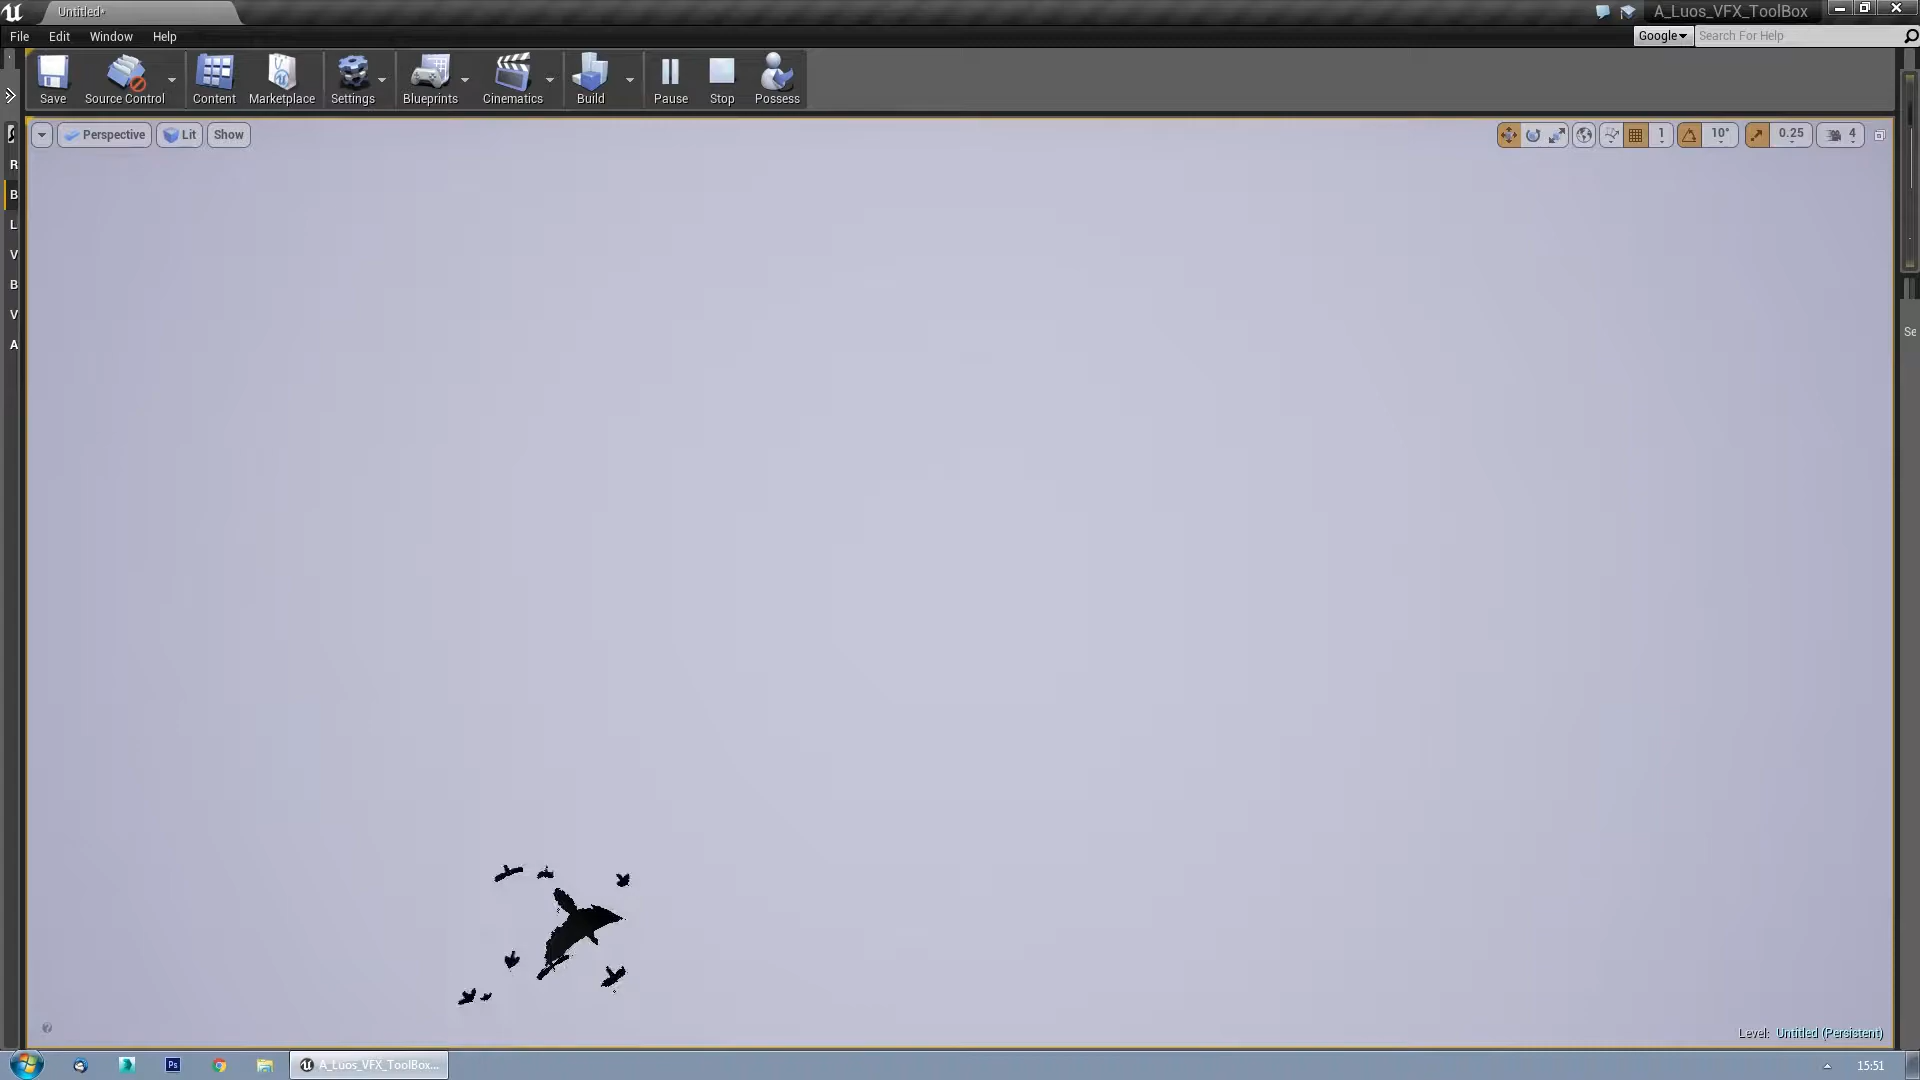 Untitled*
A_Luos_VFX_ToolBox
File Edit Window Help
Google Search For Help
Save Source Control Content Marketplace Settings Blueprints Cinematics Build Pause Stop Possess
Perspective Lit Show
1 10° 0.25 4
R
B
L
V
B
V
A
Se
Level: Untitled (Persistent)
Ps
A_Luos_VFX_ToolBox...
15:51